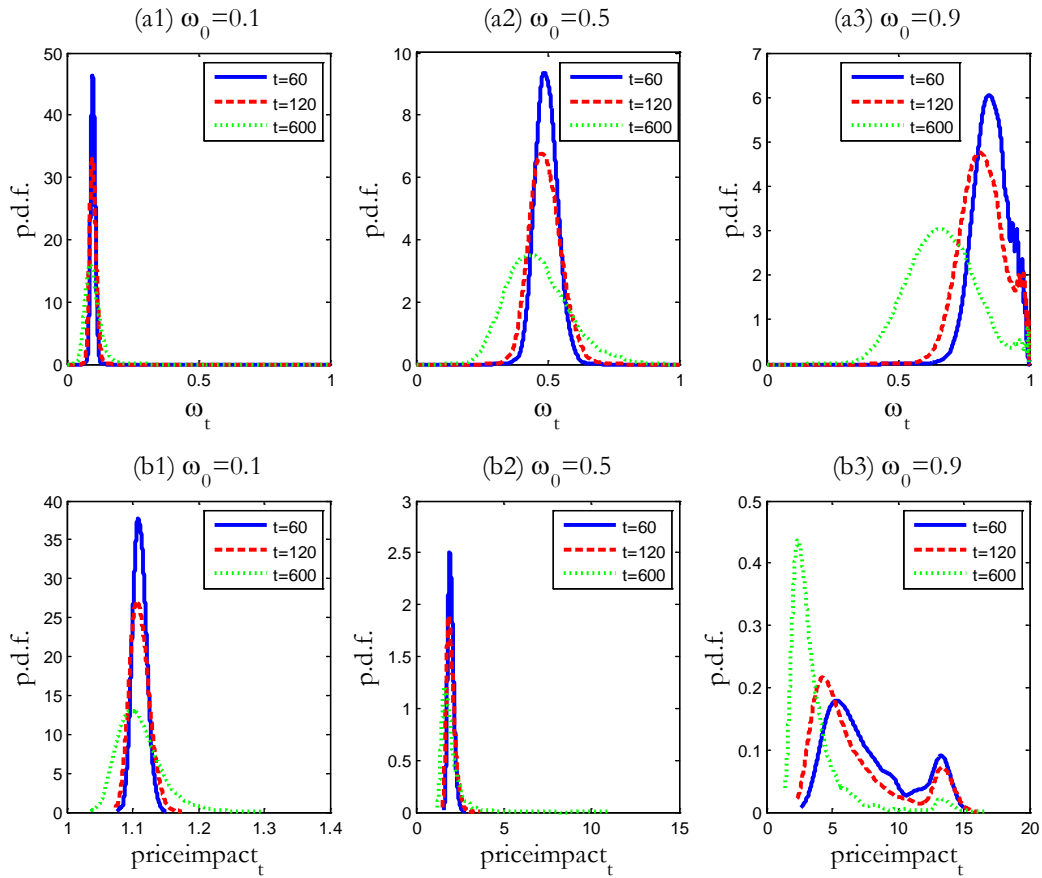 (a1) ω0=0.1
(a2) ω0=0.5
(a3) ω0=0.9
50
40
30
20
10
0
p.d.f.
t=60
t=120
t=600
0 0.5 1
ωt
10
8
6
4
2
0
p.d.f.
t=60
t=120
t=600
0 0.5 1
ωt
7
6
5
4
3
2
1
0
p.d.f.
t=60
t=120
t=600
0 0.5 1
ωt
(b1) ω0=0.1
(b2) ω0=0.5
(b3) ω0=0.9
40
35
30
25
20
15
10
5
0
p.d.f.
t=60
t=120
t=600
1 1.1 1.2 1.3 1.4
priceimpactt
3
2.5
2
1.5
1
0.5
0
p.d.f.
t=60
t=120
t=600
0 5 10 15
priceimpactt
0.5
0.4
0.3
0.2
0.1
0
p.d.f.
t=60
t=120
t=600
0 5 10 15 20
priceimpactt